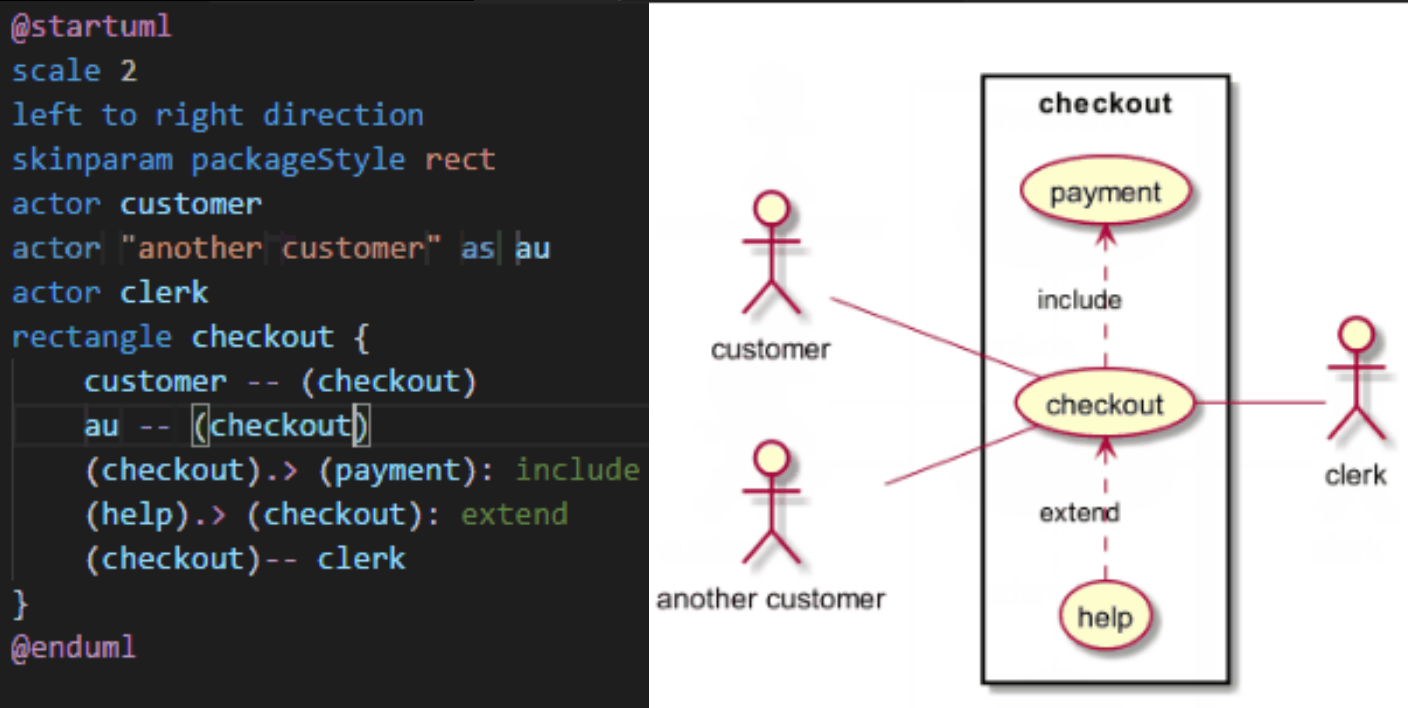 @startuml
scale 2
left to right direction
skinparam packageStyle rect
actor customer
actor "another customer" as au
actor clerk
rectangle checkout {
    customer -- (checkout)
    au -- (checkout)
    (checkout).> (payment): include
    (help).> (checkout): extend
    (checkout)-- clerk
}
@enduml
checkout
payment
include
customer
checkout
clerk
extend
another customer
help